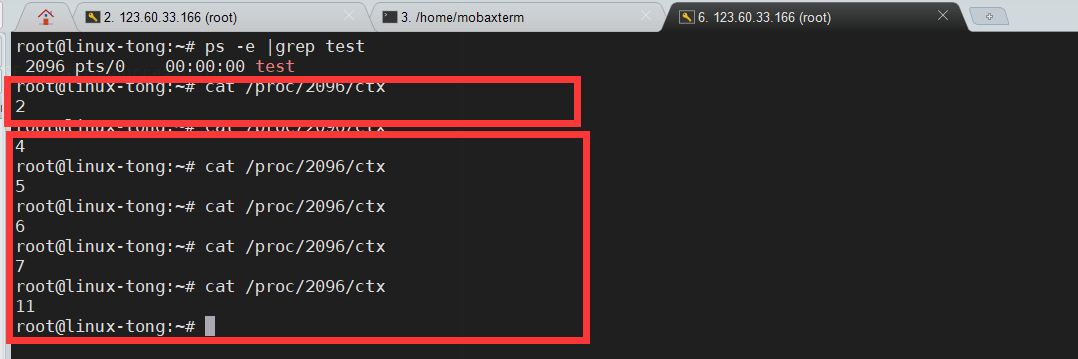 2. 123.60.33.166 (root)
3. /home/mobaxterm
6. 123.60.33.166 (root)
root@linux-tong:~# ps -e |grep test
2096 pts/0    00:00:00 test
root@linux-tong:~# cat /proc/2096/ctx
2
root@linux-tong:~# cat /proc/2096/ctx
4
root@linux-tong:~# cat /proc/2096/ctx
5
root@linux-tong:~# cat /proc/2096/ctx
6
root@linux-tong:~# cat /proc/2096/ctx
7
root@linux-tong:~# cat /proc/2096/ctx
11
root@linux-tong:~#